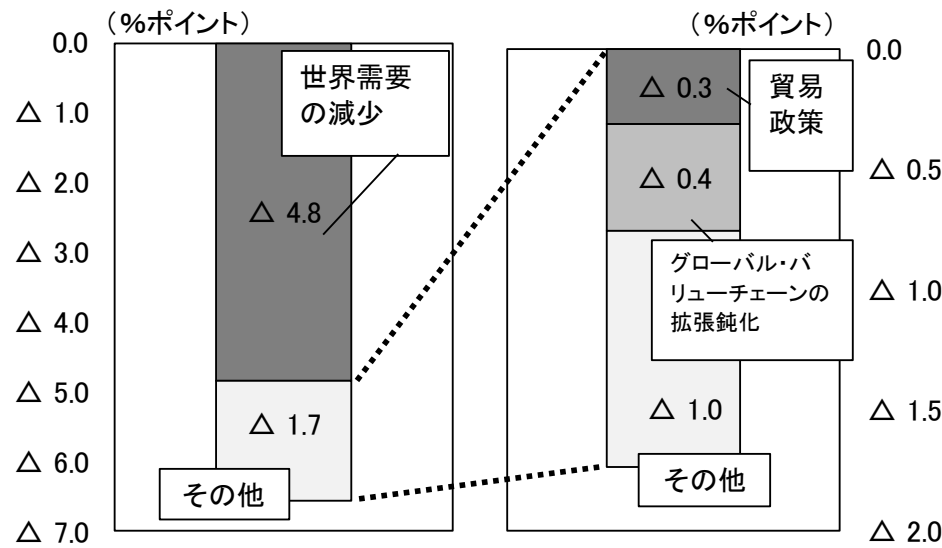 （%ポイント）
0.0
△ 1.0
△ 2.0
△ 3.0
△ 4.0
△ 5.0
△ 6.0
△ 7.0
世界需要
の減少
△ 4.8
△ 1.7
その他
（%ポイント）
0.0
△ 0.5
△ 1.0
△ 1.5
△ 2.0
△ 0.3
貿易
政策
△ 0.4
グローバル・バ
リューチェーンの
拡張鈍化
△ 1.0
その他